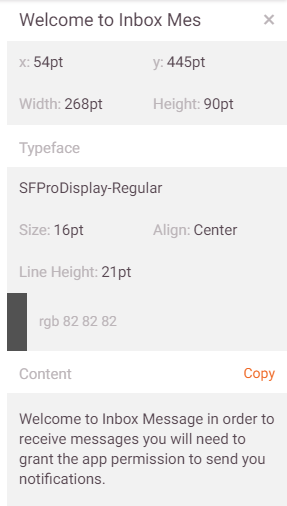 Welcome to Inbox Mes ×
x: 54pt y: 445pt
Width: 268pt Height: 90pt
Typeface
SFProDisplay-Regular
Size: 16pt Align: Center
Line Height: 21pt
rgb 82 82 82
Content Copy
Welcome to Inbox Message in order to
receive messages you will need to
grant the app permission to send you
notifications.